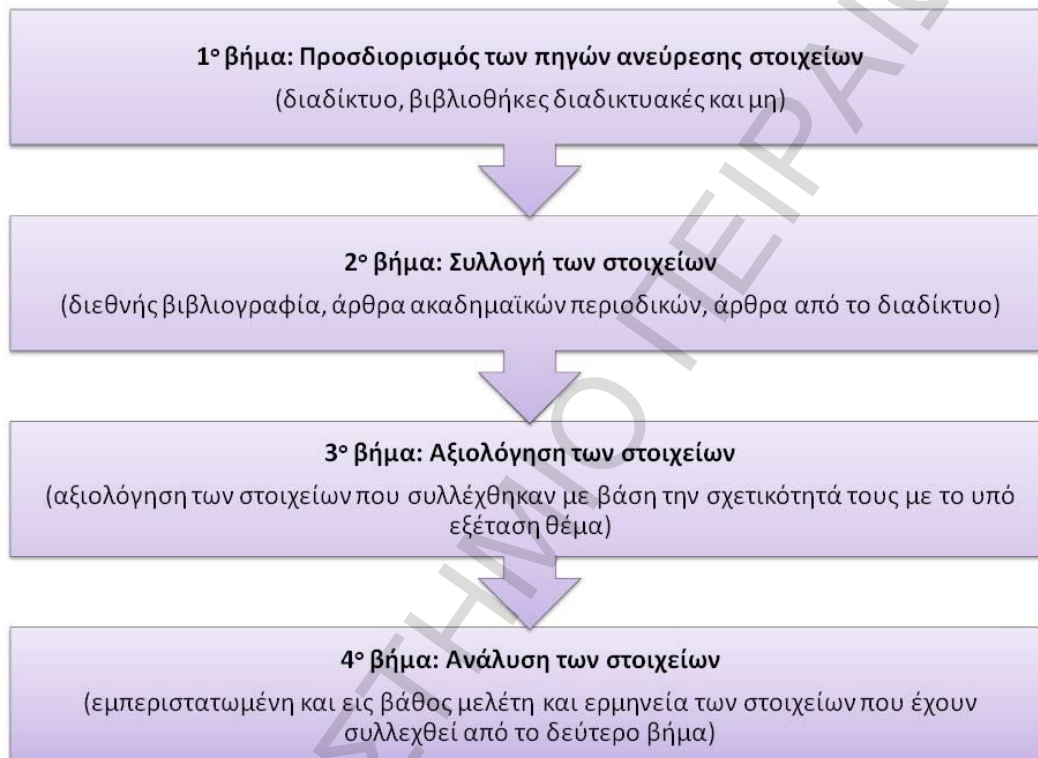 1ο βήμα: Προσδιορισμός των πηγών ανεύρεσης στοιχείων
(διαδίκτυο, βιβλιοθήκες διαδικτυακές και μη)
2ο βήμα: Συλλογή των στοιχείων
(διεθνής βιβλιογραφία, άρθρα ακαδημαϊκών περιοδικών, άρθρα από το διαδίκτυο)
3ο βήμα: Αξιολόγηση των στοιχείων
(αξιολόγηση των στοιχείων που συλλέχθηκαν με βάση την σχετικότητά τους με το υπό
εξέταση θέμα)
4ο βήμα: Ανάλυση των στοιχείων
(εμπεριστατωμένη και εις βάθος μελέτη και ερμηνεία των στοιχείων που έχουν
συλλεχθεί από το δεύτερο βήμα)